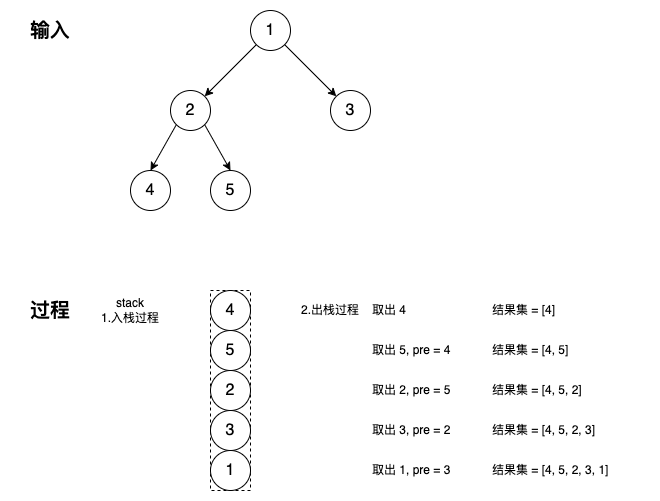 输入
1
2
3
4
5
过程
stack
1.入栈过程
4
2.出栈过程
取出 4
结果集 = [4]
5
取出 5, pre = 4
结果集 = [4, 5]
2
取出 2, pre = 5
结果集 = [4, 5, 2]
3
取出 3, pre = 2
结果集 = [4, 5, 2, 3]
1
取出 1, pre = 3
结果集 = [4, 5, 2, 3, 1]